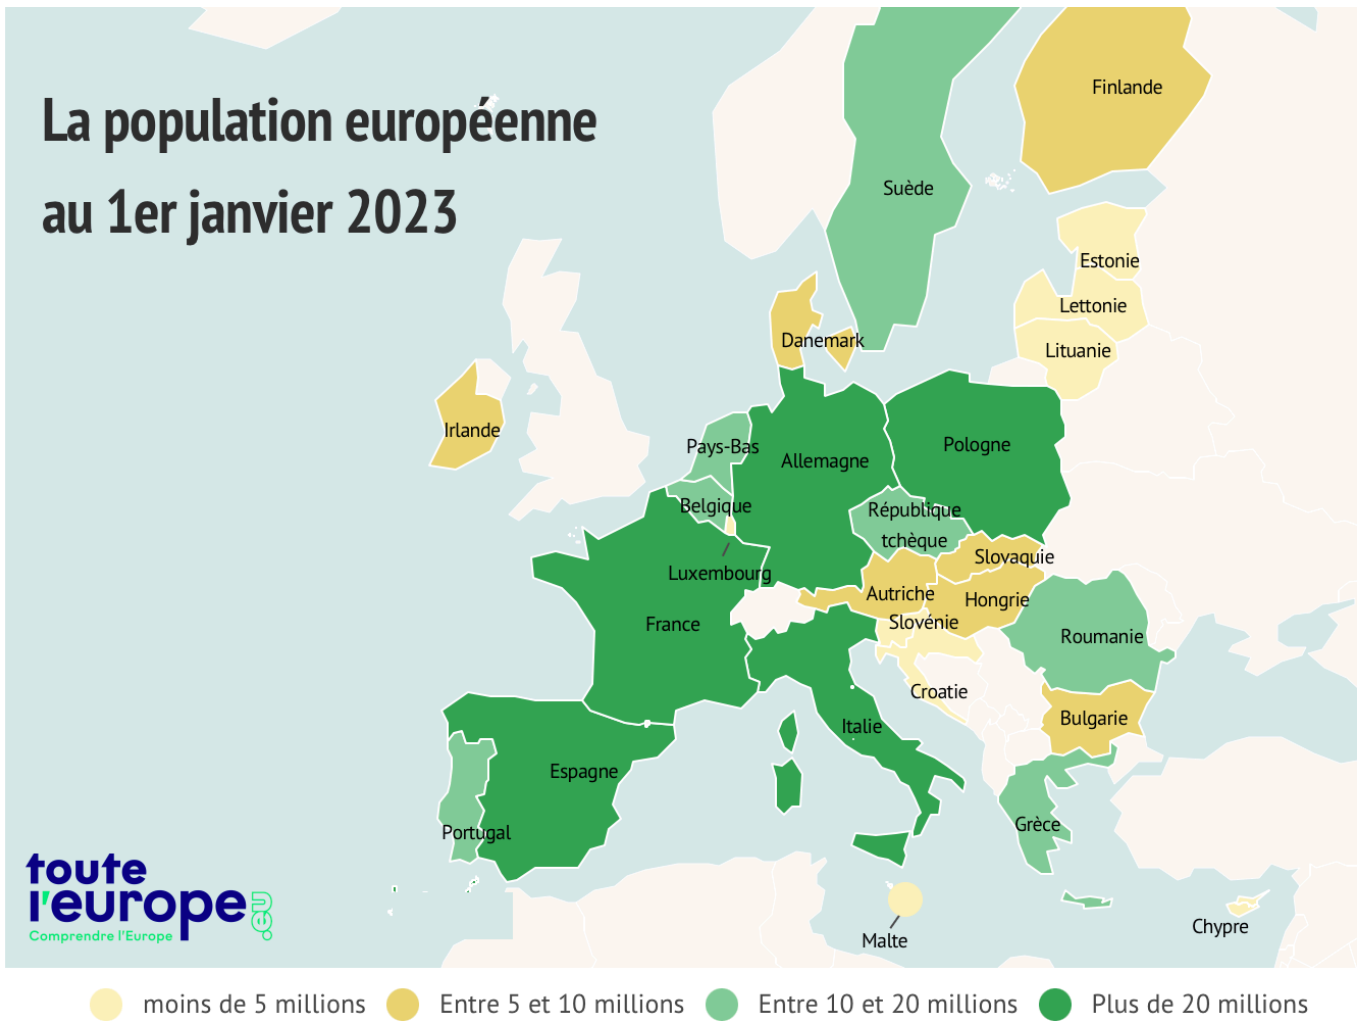 La population européenne
au 1er janvier 2023
Finlande
Suède
Estonie
Lettonie
Lituanie
Danemark
Irlande
Pays-Bas
Allemagne
Pologne
Belgique
République
tchèque
Luxembourg
Slovaquie
Autriche
Hongrie
Slovénie
France
Roumanie
Croatie
Bulgarie
Italie
Espagne
Grèce
Portugal
Malte
Chypre
toute
l'europe
.eu
Comprendre l'Europe
moins de 5 millions
Entre 5 et 10 millions
Entre 10 et 20 millions
Plus de 20 millions